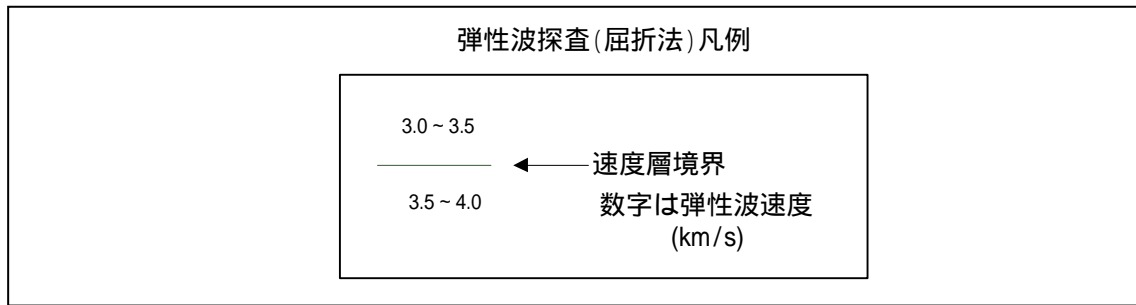 弾性波探査(屈折法)凡例
3.0 ~ 3.5
速度層境界
3.5 ~ 4.0
数字は弾性波速度
(km/s)